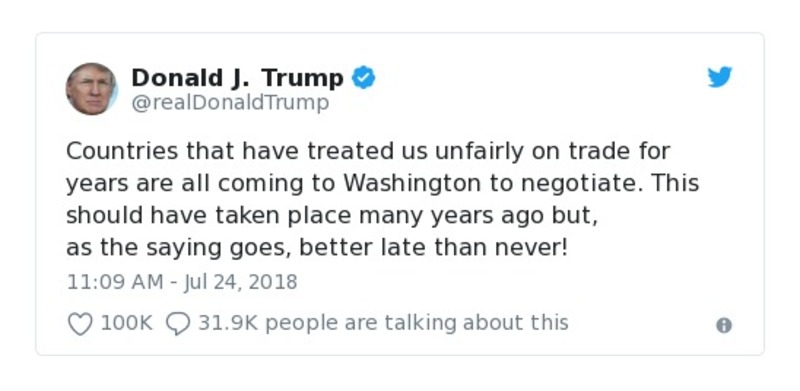 Donald J. Trump
@realDonaldTrump
Countries that have treated us unfairly on trade for
years are all coming to Washington to negotiate. This
should have taken place many years ago but,
as the saying goes, better late than never!
11:09 AM - Jul 24, 2018
100K 31.9K people are talking about this